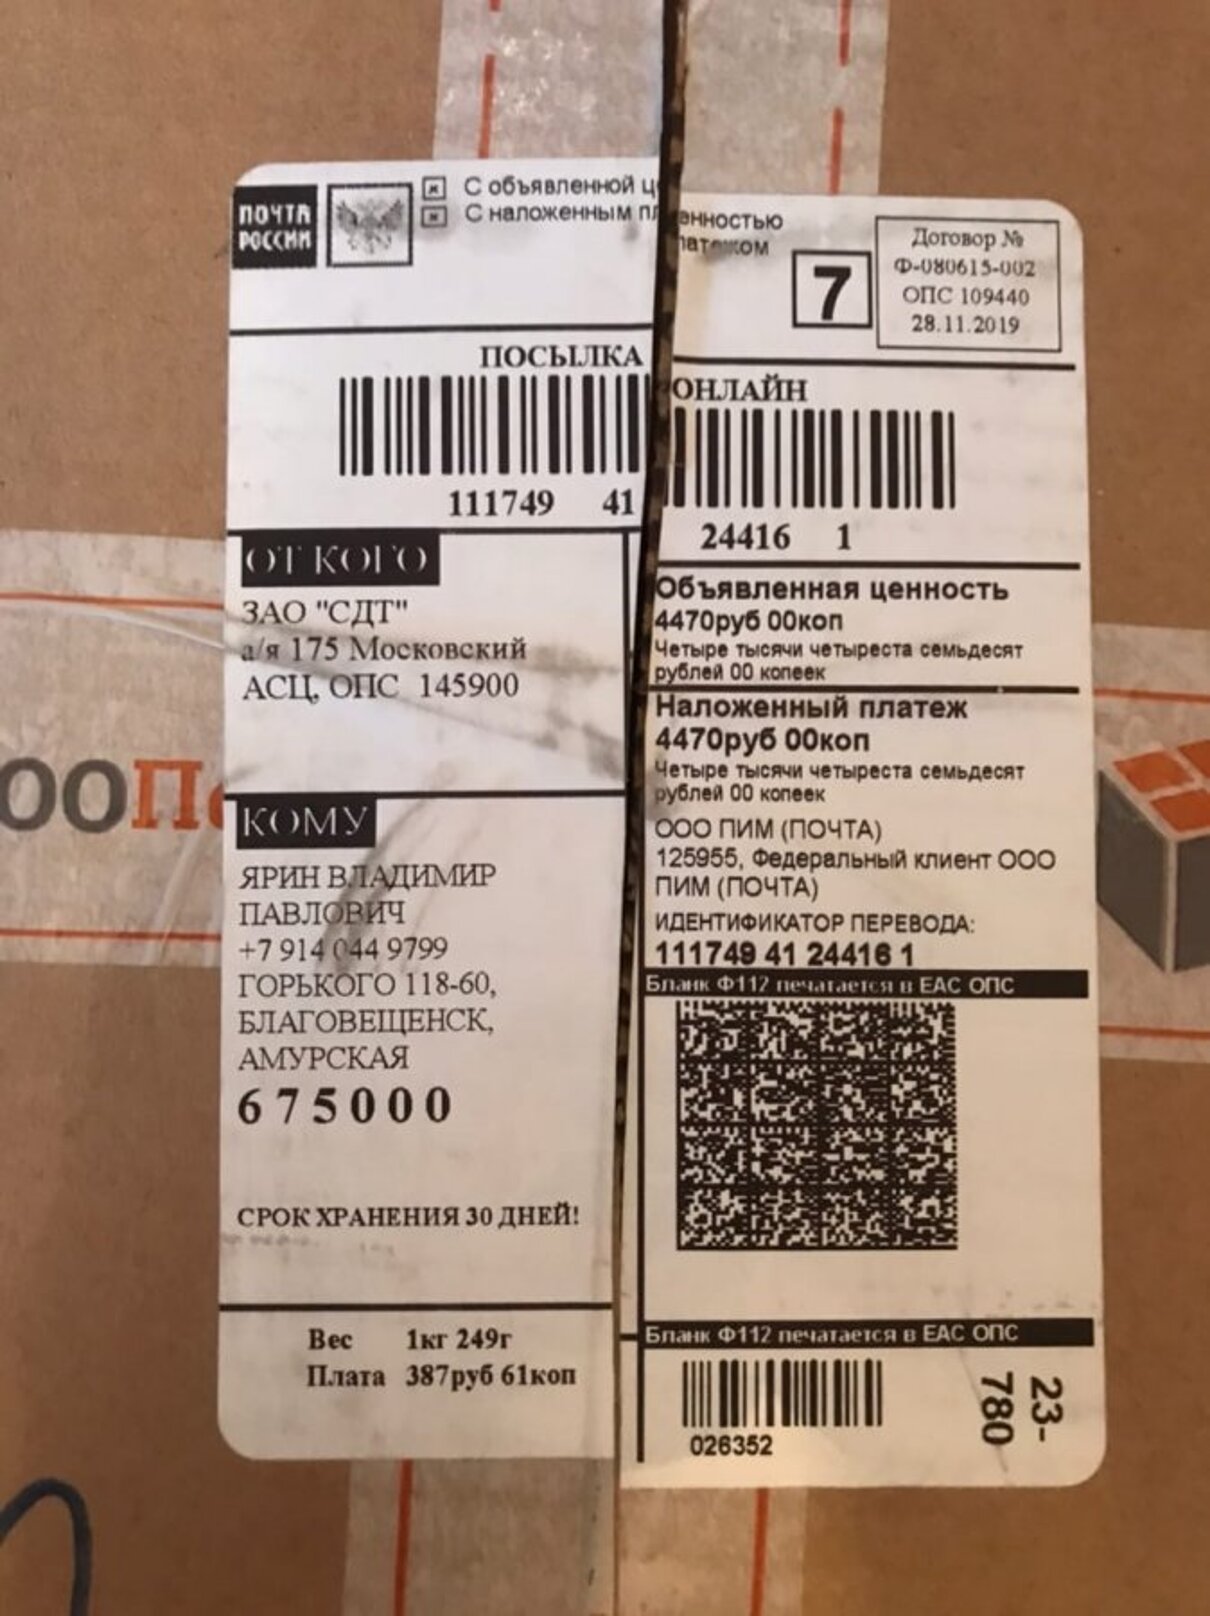 ПОЧТА
РОССИИ
С объявленной ценностью
С наложенным платежом
7
Договор №
Ф-080615-002
ОПС 109440
28.11.2019
ПОСЫЛКА ОНЛАЙН
111749 41 24416 1
ОТ КОГО
ЗАО "СДТ"
а/я 175 Московский
АСЦ, ОПС 145900
Объявленная ценность
4470руб 00коп
Четыре тысячи четыреста семьдесят
рублей 00 копеек
Наложенный платеж
4470руб 00коп
Четыре тысячи четыреста семьдесят
рублей 00 копеек
ООО ПИМ (ПОЧТА)
125955, Федеральный клиент ООО
ПИМ (ПОЧТА)
ИДЕНТИФИКАТОР ПЕРЕВОДА:
111749 41 24416 1
КОМУ
ЯРИН ВЛАДИМИР
ПАВЛОВИЧ
+7 914 044 9799
ГОРЬКОГО 118-60,
БЛАГОВЕЩЕНСК,
АМУРСКАЯ
675000
СРОК ХРАНЕНИЯ 30 ДНЕЙ!
Вес 1кг 249г
Плата 387руб 61коп
Бланк Ф112 печатается в ЕАС ОПС
Бланк Ф112 печатается в ЕАС ОПС
026352
23-
780